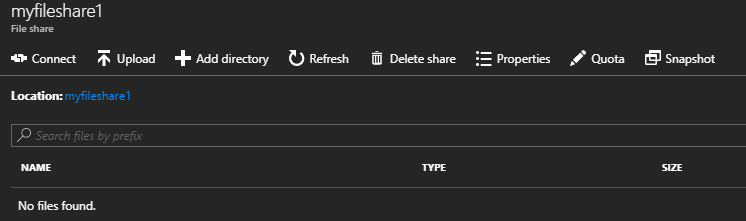 myfileshare1
File share
Connect Upload Add directory Refresh Delete share Properties Quota Snapshot
Location: myfileshare1
Search files by prefix
NAME TYPE SIZE
No files found.